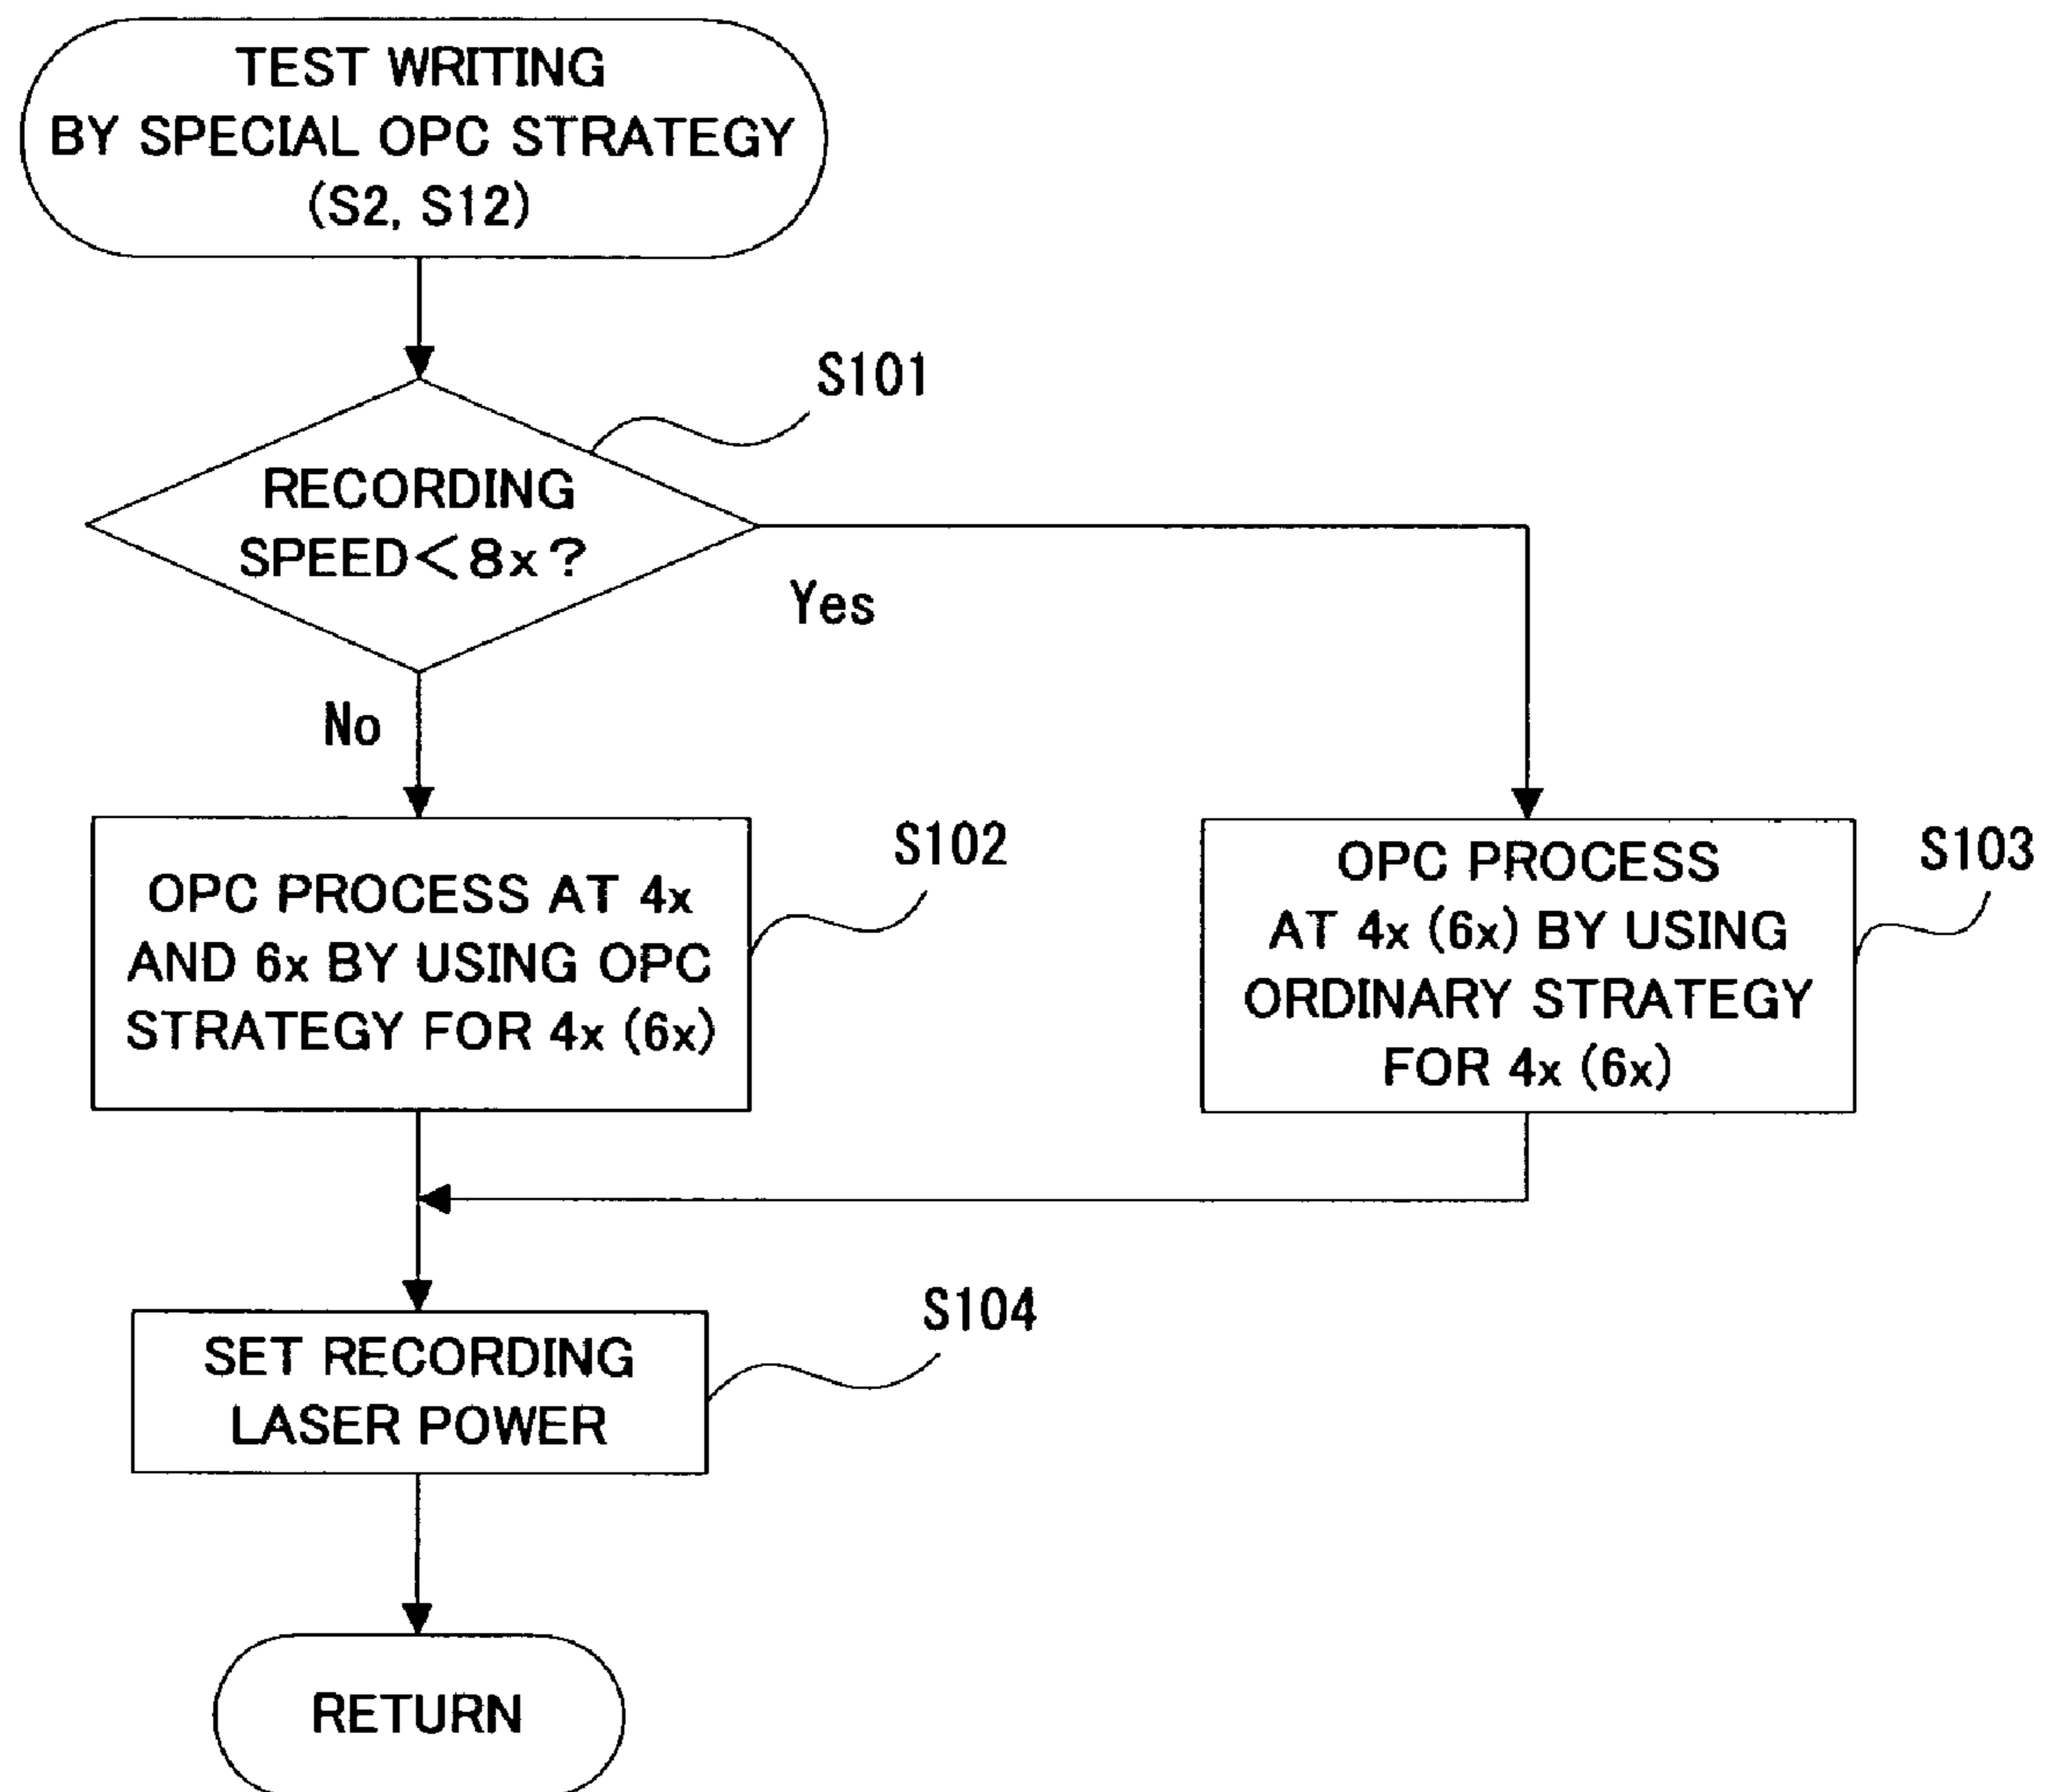 TEST WRITING
BY SPECIAL OPC STRATEGY
(S2, S12)
S101
RECORDING
SPEED<8x?
Yes
No
S102
OPC PROCESS AT 4x
AND 6x BY USING OPC
STRATEGY FOR 4x (6x)
S103
OPC PROCESS
AT 4x (6x) BY USING
ORDINARY STRATEGY
FOR 4x (6x)
S104
SET RECORDING
LASER POWER
RETURN